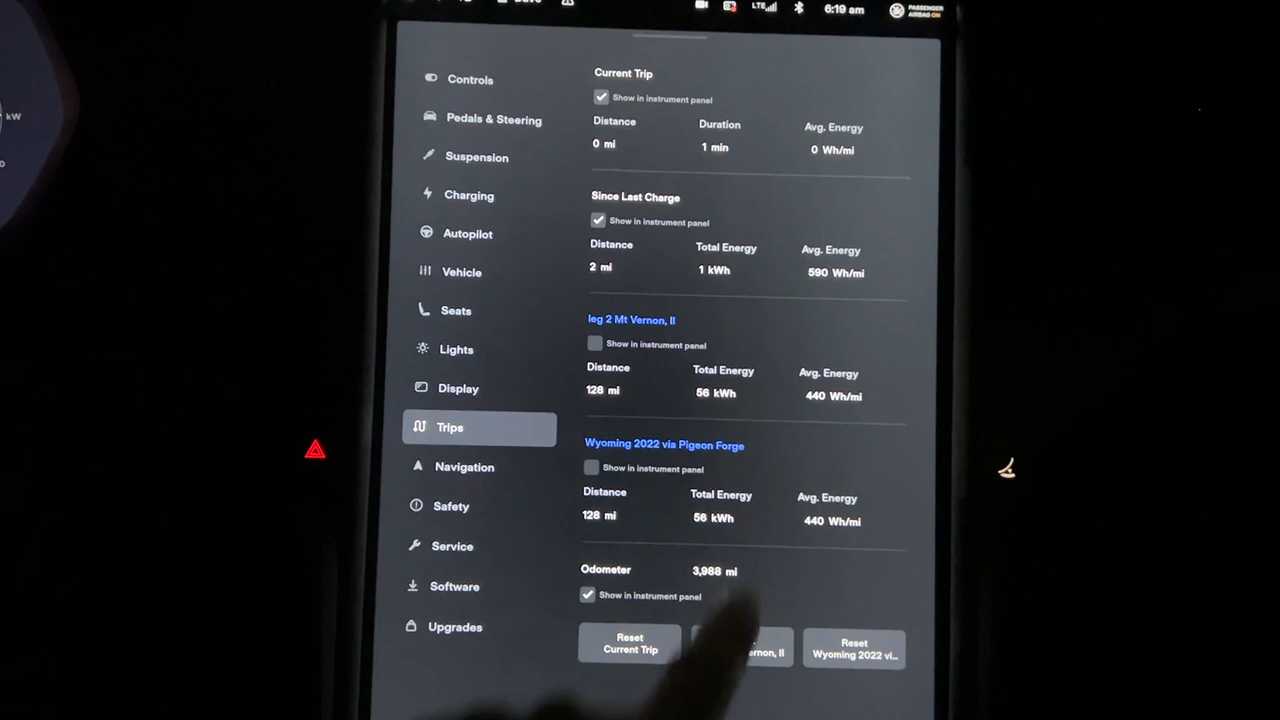 kW
LTE
6:19 am
PASSENGER
AIRBAG ON
Controls
Pedals & Steering
Suspension
Charging
Autopilot
Vehicle
Seats
Lights
Display
Trips
Navigation
Safety
Service
Software
Upgrades
Current Trip
Show in instrument panel
Distance Duration Avg. Energy
0 mi 1 min 0 Wh/mi
Since Last Charge
Show in instrument panel
Distance Total Energy Avg. Energy
2 mi 1 kWh 590 Wh/mi
leg 2 Mt Vernon, Il
Show in instrument panel
Distance Total Energy Avg. Energy
128 mi 56 kWh 440 Wh/mi
Wyoming 2022 via Pigeon Forge
Show in instrument panel
Distance Total Energy Avg. Energy
128 mi 56 kWh 440 Wh/mi
Odometer 3,988 mi
Show in instrument panel
Reset
Current Trip
ernon, Il
Reset
Wyoming 2022 vi...